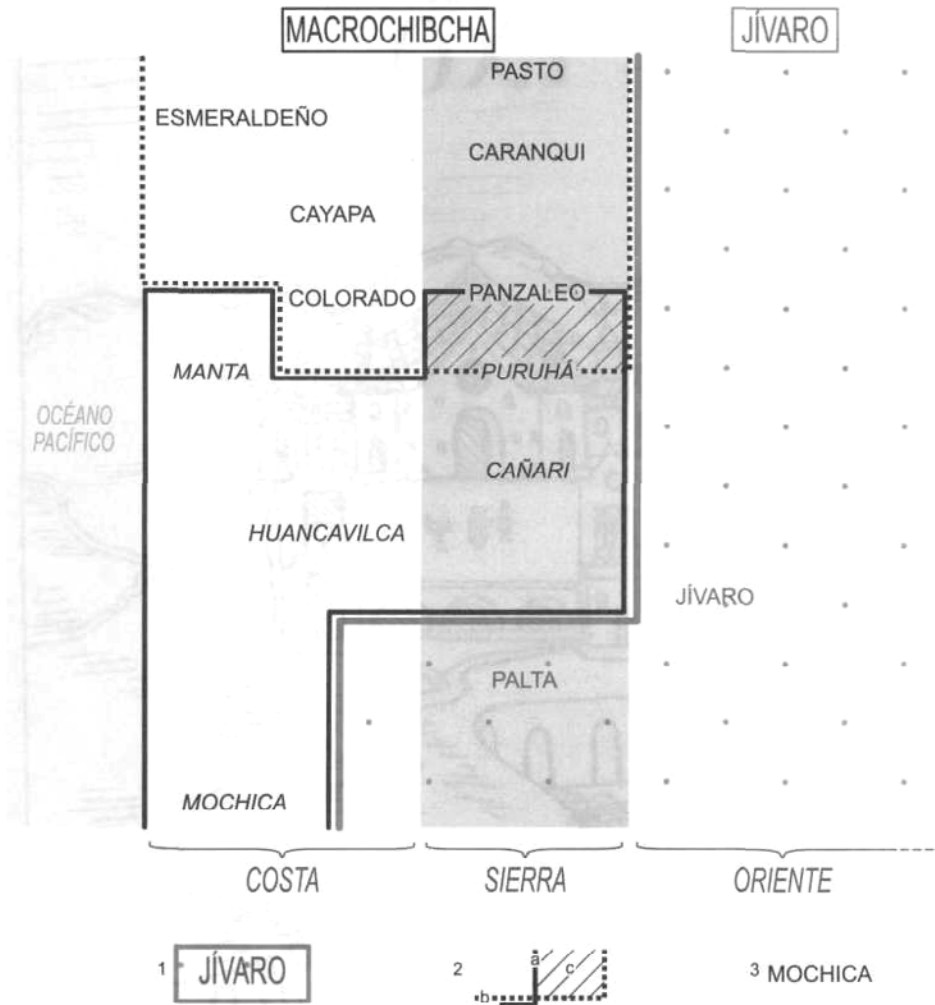 MACROCHIBCHA
JÍVARO
PASTO
ESMERALDEÑO
CARANQUI
CAYAPA
COLORADO
PANZALEO
MANTA
PURUHÁ
OCÉANO
PACÍFICO
CAÑARI
HUANCAVILCA
JÍVARO
PALTA
MOCHICA
COSTA
SIERRA
ORIENTE
1 JÍVARO
2 a b c
3 MOCHICA